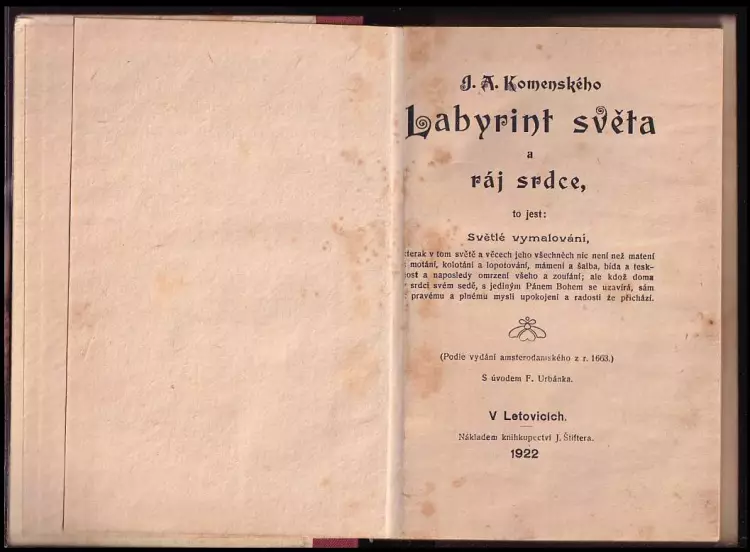 J. A. Komenského
Labyrint světa
a
ráj srdce,
to jest:
Světlé vymalování,
kterak v tom světě a věcech jeho všechněch nic není než matení
motání, kolotání a lopotování, mámení a šalba, bída a tesk-
nost a naposledy omrzení všeho a zoufání; ale kdož doma
srdci svém sedě, s jediným Pánem Bohem se uzavírá, sám
pravému a plnému mysli upokojení a radosti že přichází.
(Podle vydání amsterodamského z r. 1663.)
S úvodem F. Urbánka.
V Letovicích.
Nákladem knihkupectví J. Štiftera.
1922